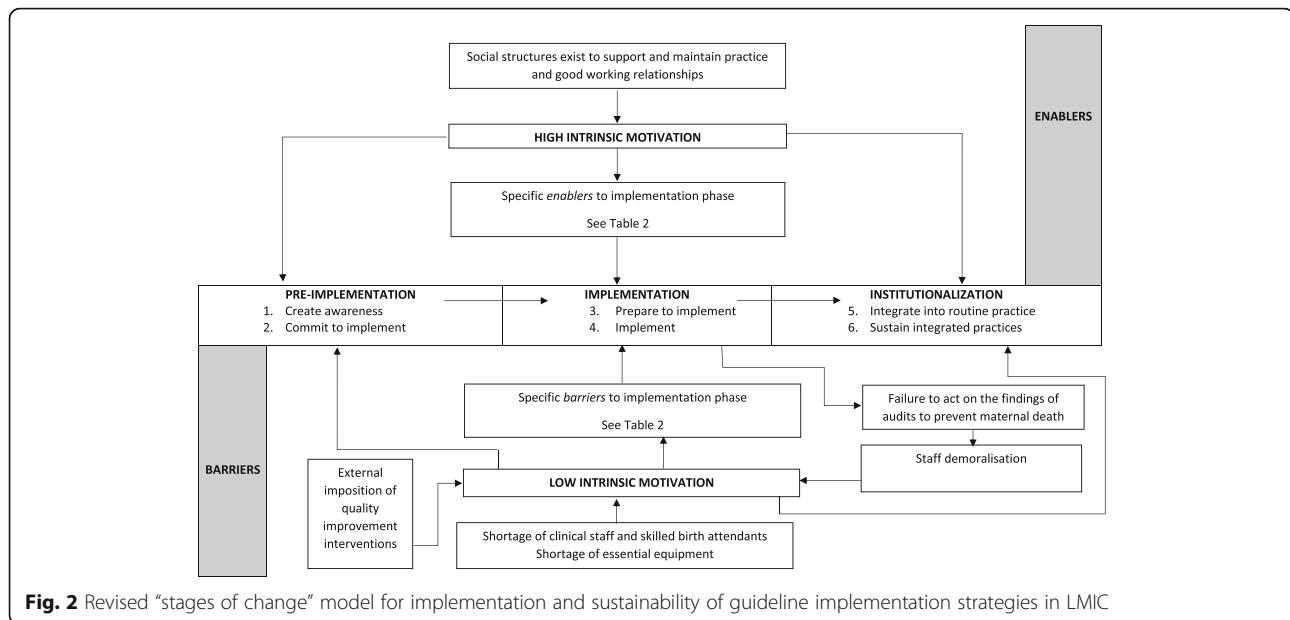 Social structures exist to support and maintain practice
and good working relationships
ENABLERS
HIGH INTRINSIC MOTIVATION
Specific enablers to implementation phase
See Table 2
PRE-IMPLEMENTATION
1. Create awareness
2. Commit to implement
IMPLEMENTATION
3. Prepare to implement
4. Implement
INSTITUTIONALIZATION
5. Integrate into routine practice
6. Sustain integrated practices
BARRIERS
Specific barriers to implementation phase
See Table 2
Failure to act on the findings of
audits to prevent maternal death
Staff demoralisation
External
imposition of
quality
improvement
interventions
LOW INTRINSIC MOTIVATION
Shortage of clinical staff and skilled birth attendants
Shortage of essential equipment
Fig. 2 Revised “stages of change” model for implementation and sustainability of guideline implementation strategies in LMIC